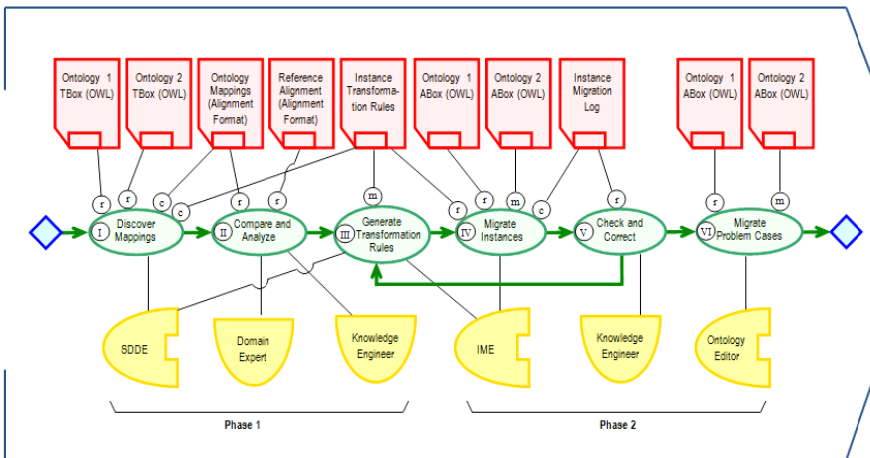 Ontology 1
TBox (OWL)
Ontology 2
TBox (OWL)
Ontology
Mappings
(Alignment
Format)
Reference
Alignment
(Alignment
Format)
Instance
Transforma-
tion Rules
Ontology 1
ABox (OWL)
Ontology 2
ABox (OWL)
Instance
Migration
Log
Ontology 1
ABox (OWL)
Ontology 2
ABox (OWL)
r
r
c
c
r
r
m
r
r
m
c
r
r
m
I
Discover
Mappings
II
Compare and
Analyze
III
Generate
Transformation
Rules
IV
Migrate
Instances
V
Check and
Correct
VI
Migrate
Problem Cases
SDDE
Domain
Expert
Knowledge
Engineer
IME
Knowledge
Engineer
Ontology
Editor
Phase 1
Phase 2